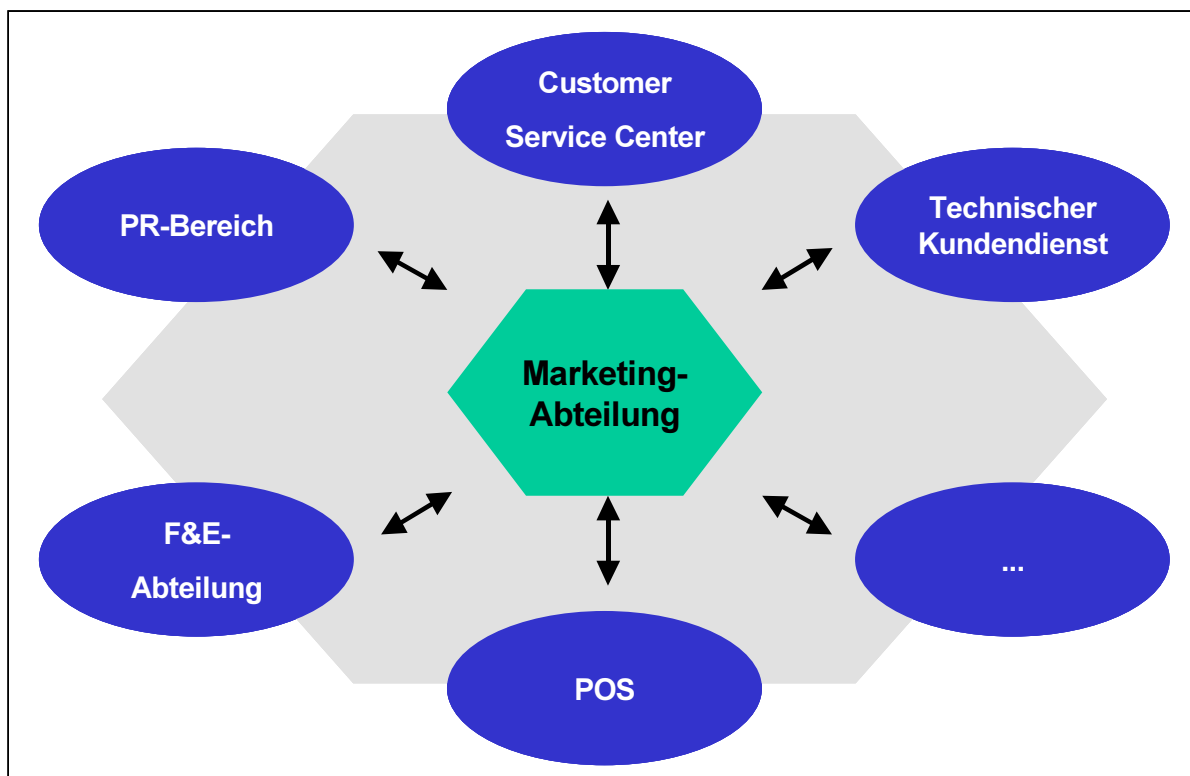 Customer
Service Center
PR-Bereich
Technischer
Kundendienst
Marketing-
Abteilung
F&E-
Abteilung
...
POS